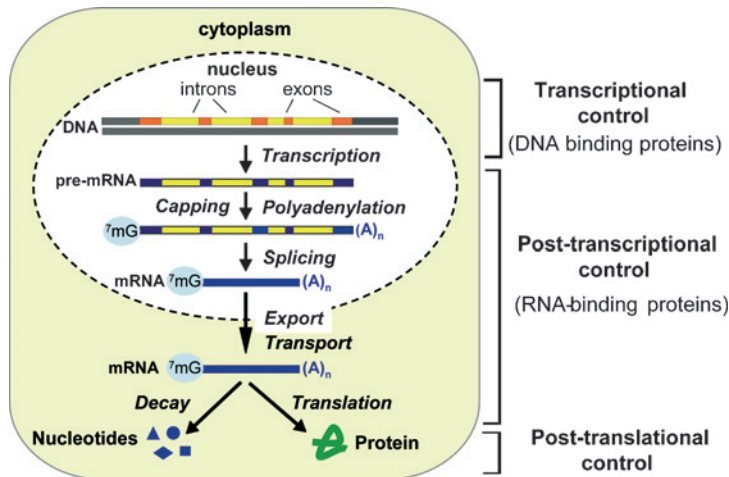 cytoplasm
nucleus
introns exons
DNA
Transcription
pre-mRNA
Capping Polyadenylation
7mG (A)n
Splicing
mRNA 7mG (A)n
Export
Transport
mRNA 7mG (A)n
Decay Translation
Nucleotides Protein
Transcriptional
control
(DNA binding proteins)
Post-transcriptional
control
(RNA-binding proteins)
Post-translational
control